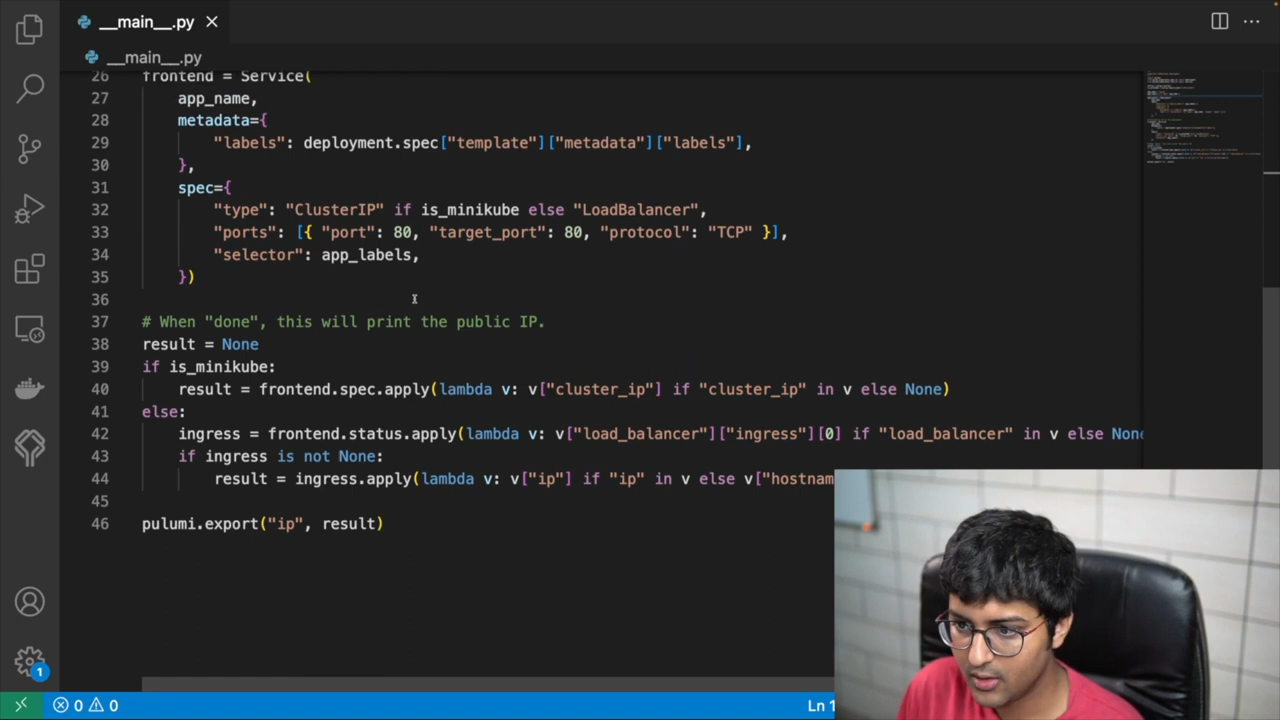 __main__.py
__main__.py
26 frontend = Service(
27 app_name,
28 metadata={
29 "labels": deployment.spec["template"]["metadata"]["labels"],
30 },
31 spec={
32 "type": "ClusterIP" if is_minikube else "LoadBalancer",
33 "ports": [{ "port": 80, "target_port": 80, "protocol": "TCP" }],
34 "selector": app_labels,
35 })
36
37 # When "done", this will print the public IP.
38 result = None
39 if is_minikube:
40 result = frontend.spec.apply(lambda v: v["cluster_ip"] if "cluster_ip" in v else None)
41 else:
42 ingress = frontend.status.apply(lambda v: v["load_balancer"]["ingress"][0] if "load_balancer" in v else None
43 if ingress is not None:
44 result = ingress.apply(lambda v: v["ip"] if "ip" in v else v["hostnam
45
46 pulumi.export("ip", result)
1
0 0 Ln 1